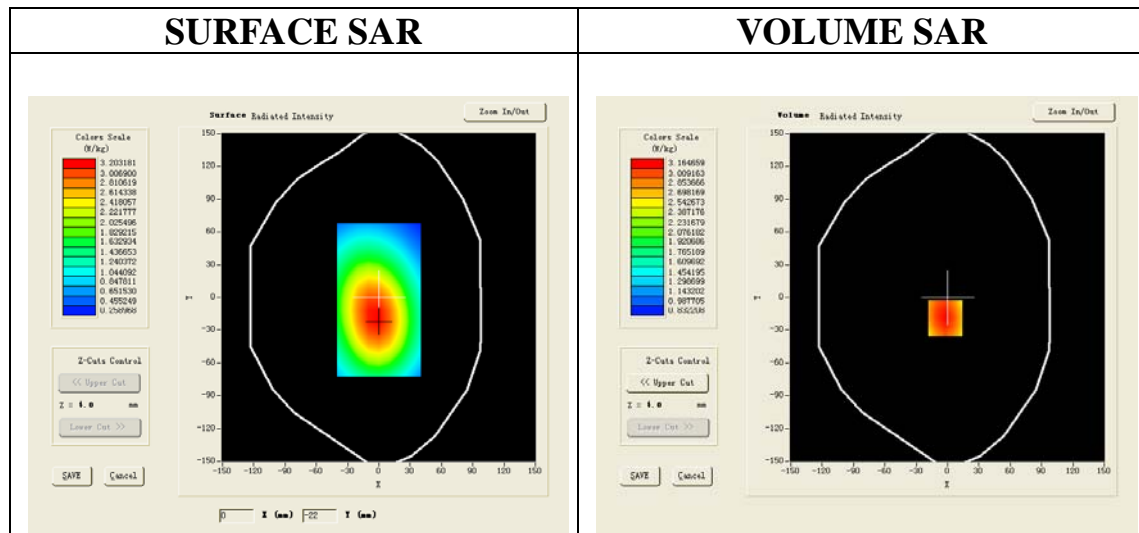 SURFACE SAR
VOLUME SAR
Surface Radiated Intensity
Zoom In/Out
Colors Scale
(W/kg)
3.203181
3.006900
2.810619
2.614338
2.418057
2.221777
2.025496
1.829215
1.632934
1.436653
1.240372
1.044092
0.847811
0.651530
0.455249
0.258968
150
120
90
60
30
0
-30
-60
-90
-120
-150
Y
-150 -120 -90 -60 -30 0 30 60 90 120 150
X
Z-Cuts Control
<< Upper Cut
Z = 4.0 mm
Lower Cut >>
SAVE Cancel
0 X (mm) -22 Y (mm)
Volume Radiated Intensity
Zoom In/Out
Colors Scale
(W/kg)
3.164659
3.009163
2.853666
2.698169
2.542673
2.387176
2.231679
2.076182
1.920686
1.765189
1.609692
1.454195
1.298699
1.143202
0.987705
0.832208
150
120
90
60
30
0
-30
-60
-90
-120
-150
Y
-150 -120 -90 -60 -30 0 30 60 90 120 150
X
Z-Cuts Control
<< Upper Cut
Z = 4.0 mm
Lower Cut >>
SAVE Cancel